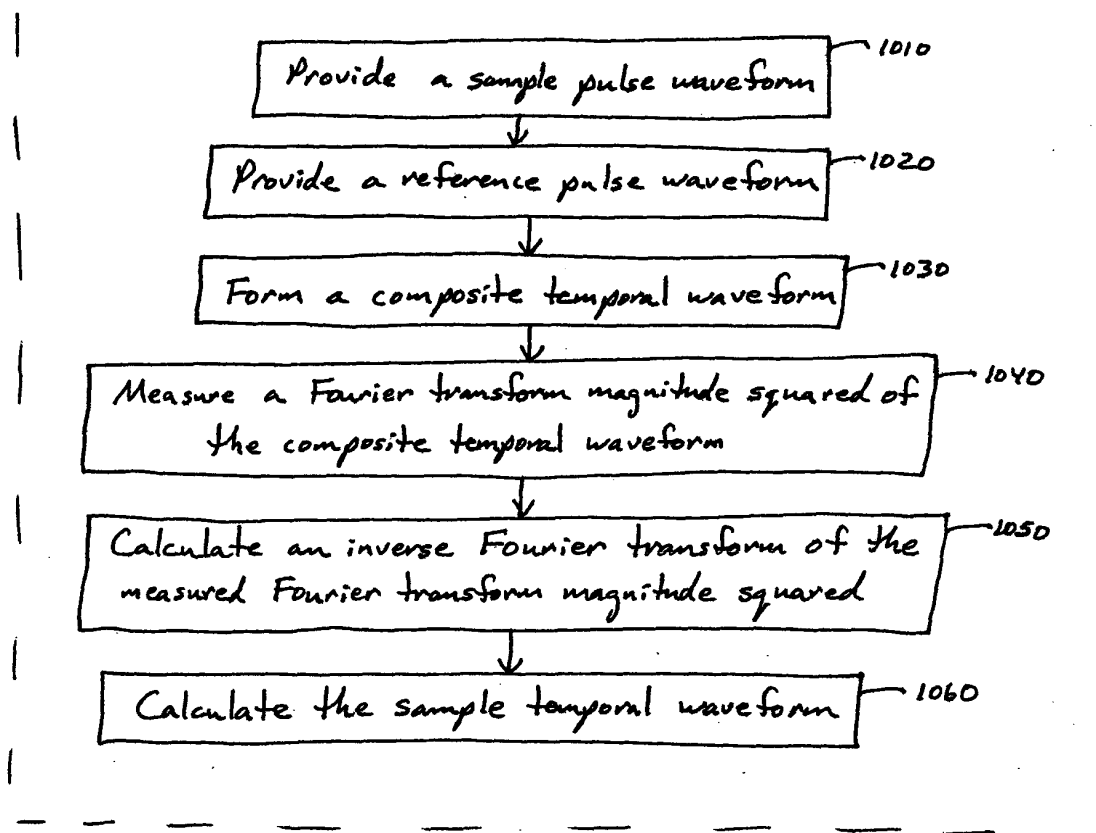 1010
Provide a sample pulse waveform
1020
Provide a reference pulse waveform
1030
Form a composite temporal waveform
1040
Measure a Fourier transform magnitude squared of
the composite temporal waveform
1050
Calculate an inverse Fourier transform of the
measured Fourier transform magnitude squared
1060
Calculate the sample temporal waveform